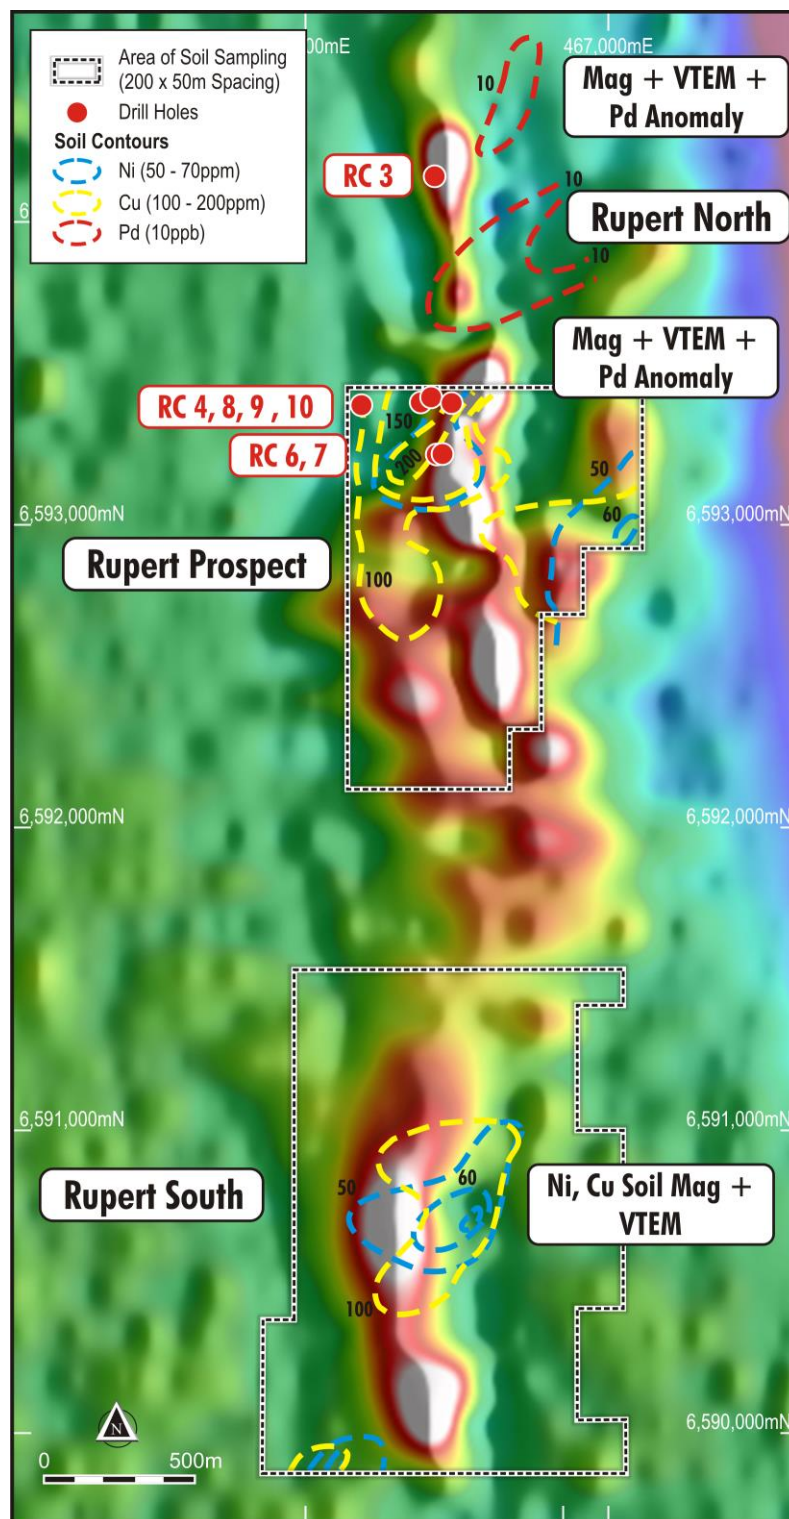 00mE
467,000mE
Area of Soil Sampling
(200 x 50m Spacing)
Drill Holes
Soil Contours
Ni (50 - 70ppm)
Cu (100 - 200ppm)
Pd (10ppb)
10
Mag + VTEM +
Pd Anomaly
RC 3
10
6
Rupert North
10
Mag + VTEM +
Pd Anomaly
RC 4, 8, 9 , 10
150
RC 6, 7
200
50
6,593,000mN
60
6,593,000mN
Rupert Prospect
100
6,592,000mN
6,592,000mN
6,591,000mN
6,591,000mN
Rupert South
50
60
Ni, Cu Soil Mag +
VTEM
100
N
6,590,000mN
0
500m